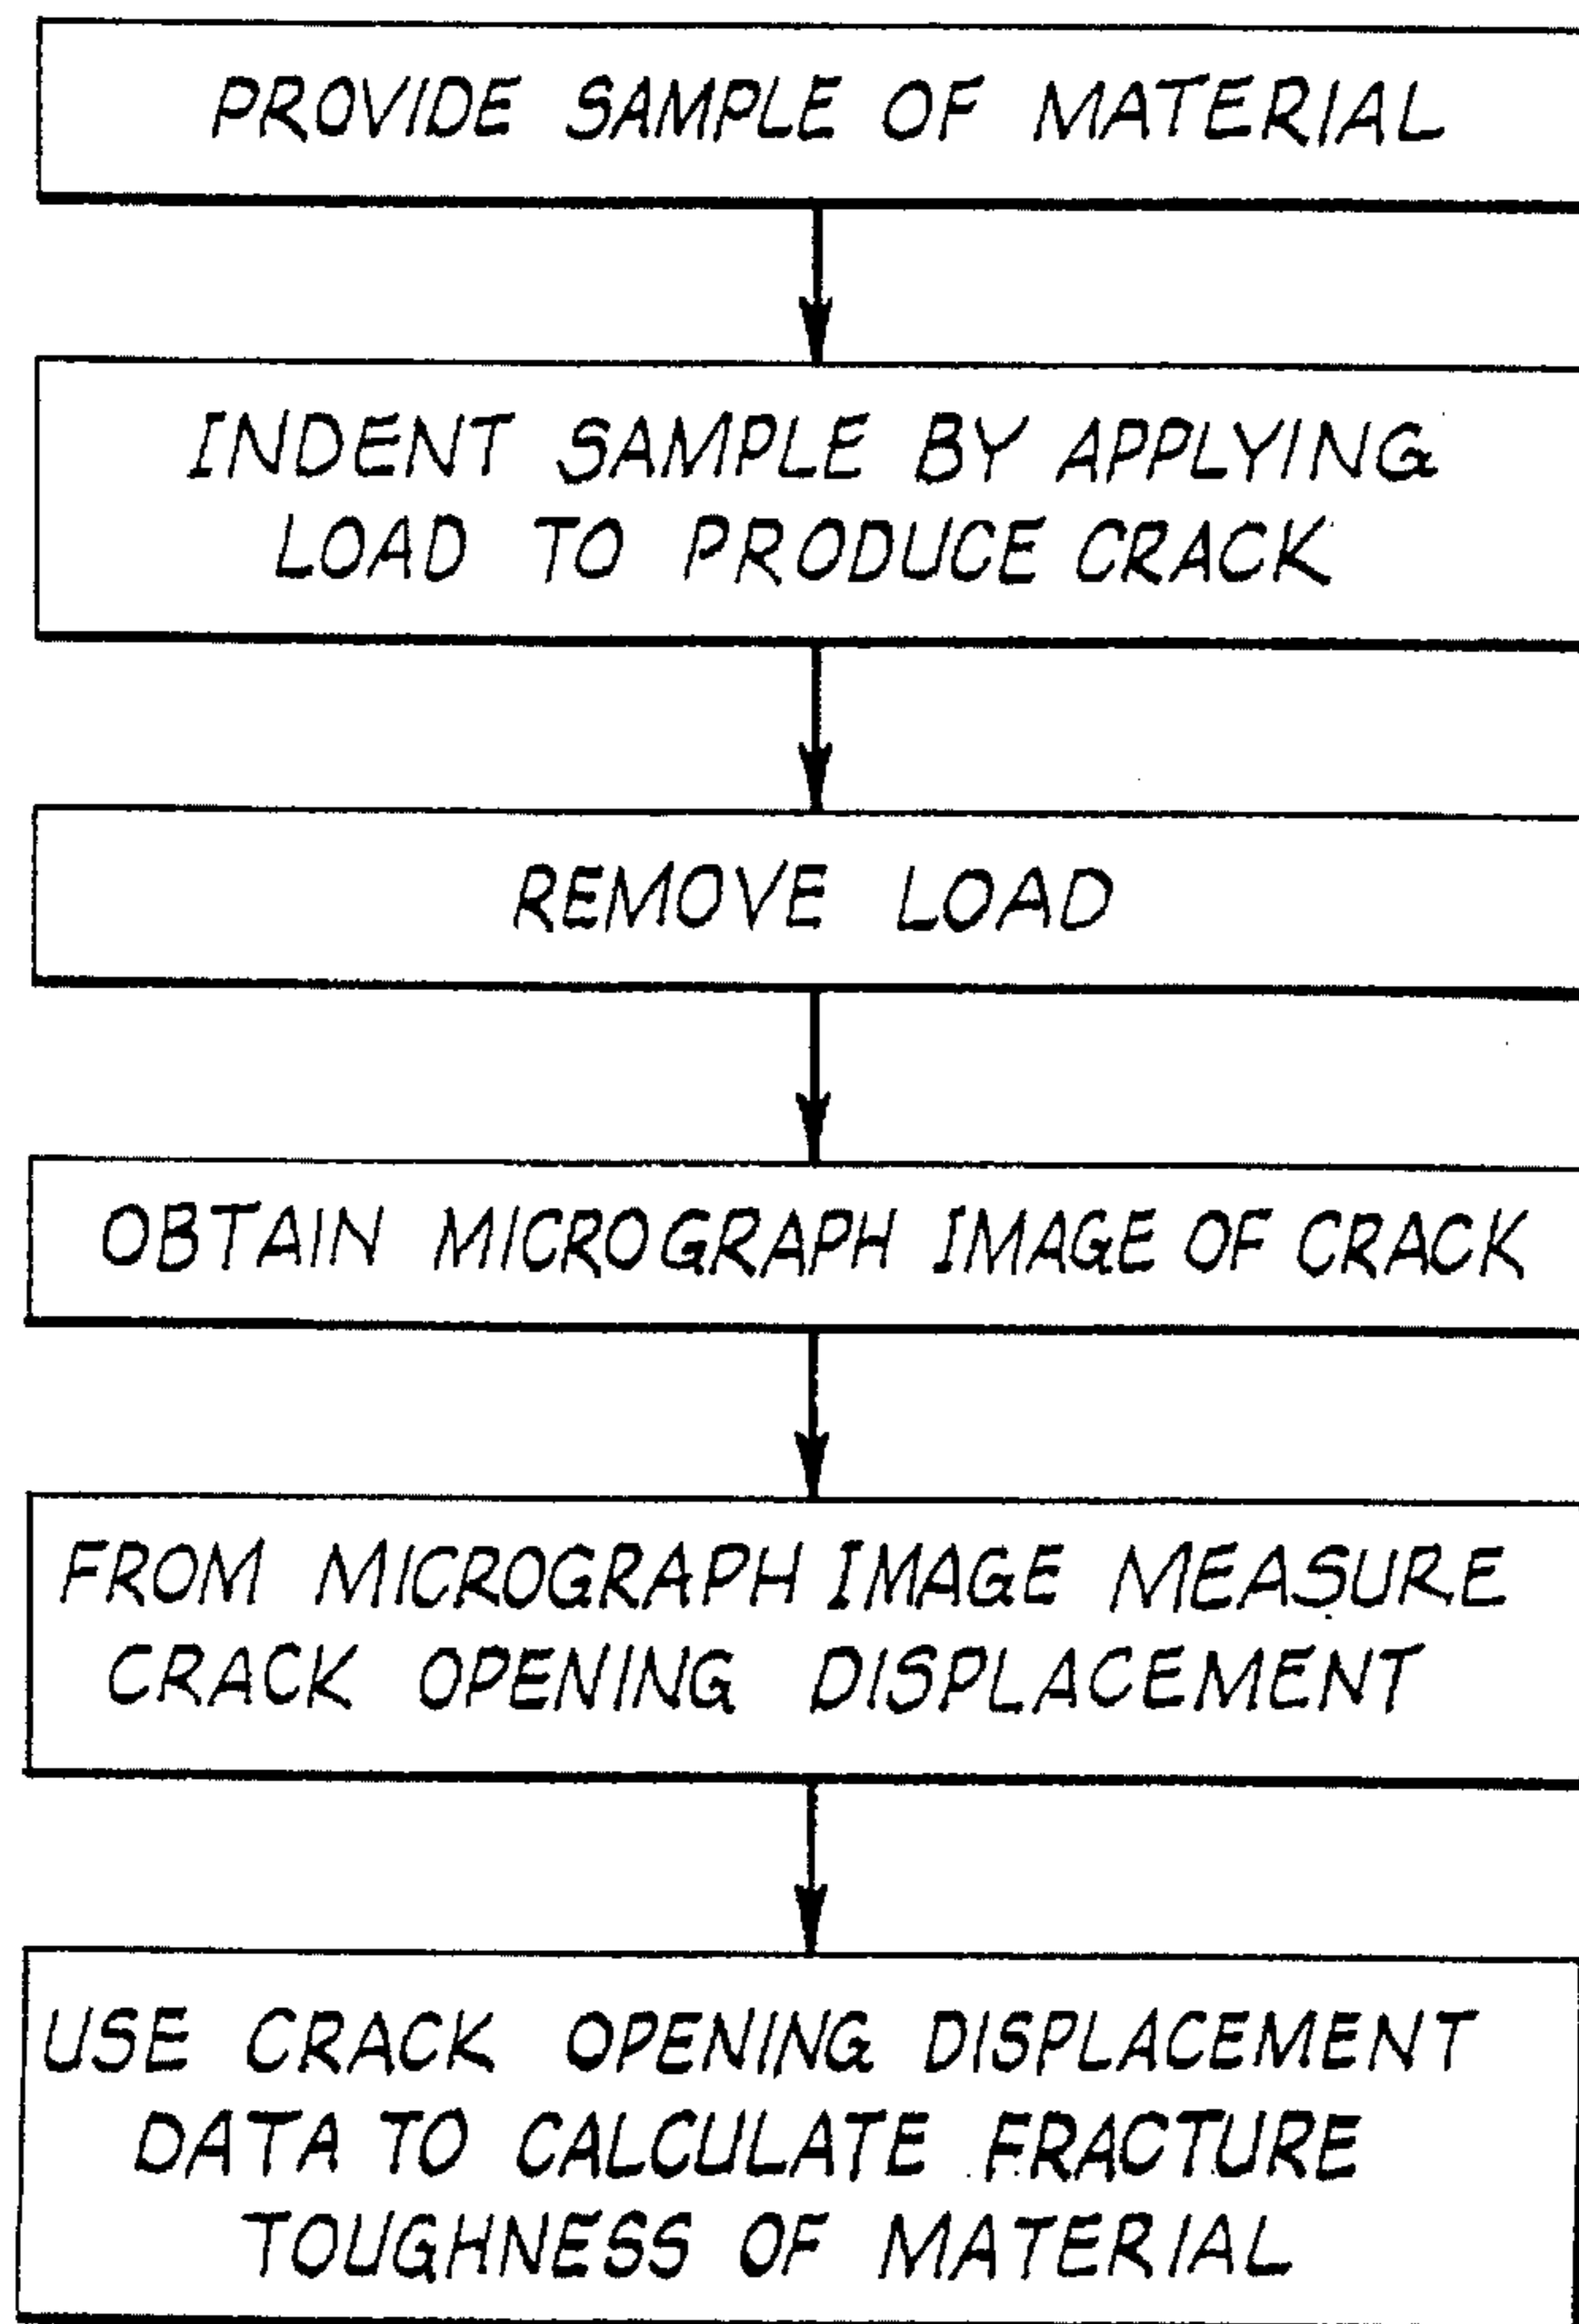 PROVIDE SAMPLE OF MATERIAL
INDENT SAMPLE BY APPLYING
LOAD TO PRODUCE CRACK
REMOVE LOAD
OBTAIN MICROGRAPH IMAGE OF CRACK
FROM MICROGRAPH IMAGE MEASURE
CRACK OPENING DISPLACEMENT
USE CRACK OPENING DISPLACEMENT
DATA TO CALCULATE FRACTURE
TOUGHNESS OF MATERIAL